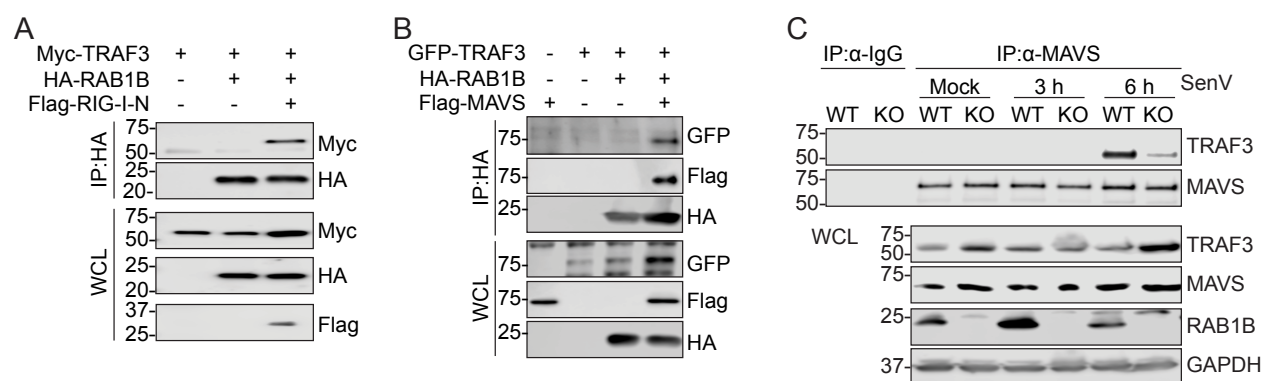 A
Myc-TRAF3 + + +
HA-RAB1B - + +
Flag-RIG-I-N - - +
IP:HA
75-
50-
Myc
25-
20-
HA
WCL
75-
50-
Myc
25-
20-
HA
37-
25-
Flag
B
GFP-TRAF3 - + + +
HA-RAB1B - - + +
Flag-MAVS + - - +
IP:HA
75-
GFP
75-
Flag
25-
HA
WCL
75-
GFP
75-
Flag
25-
HA
C
IP:α-IgG IP:α-MAVS
Mock 3 h 6 h SenV
WT KO WT KO WT KO WT KO
75-
50-
TRAF3
75-
50-
MAVS
WCL
75-
50-
TRAF3
75-
MAVS
25-
RAB1B
37-
GAPDH